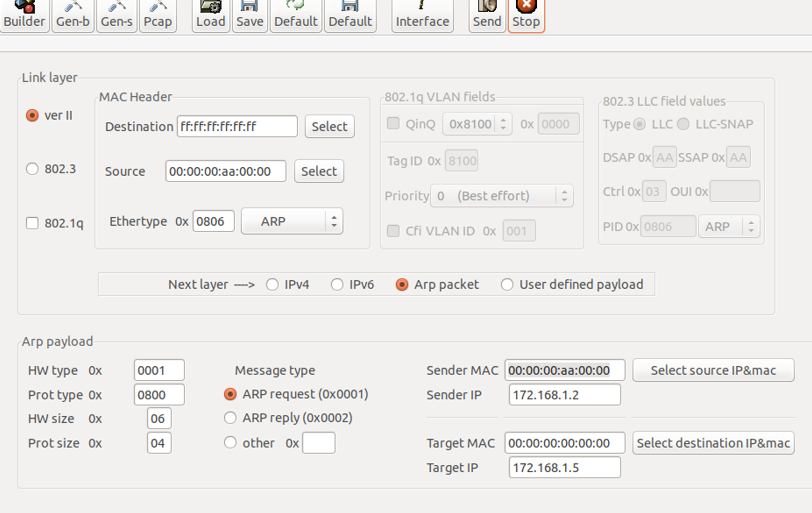 Builder Gen-b Gen-s Pcap Load Save Default Default Interface Send Stop
Link layer
ver II
802.3
802.1q
MAC Header
Destination ff:ff:ff:ff:ff:ff Select
Source 00:00:00:aa:00:00 Select
Ethertype 0x 0806 ARP
802.1q VLAN fields
QinQ 0x8100 0x 0000
Tag ID 0x 8100
Priority 0 (Best effort)
Cfi VLAN ID 0x 001
802.3 LLC field values
Type LLC LLC-SNAP
DSAP 0x AA SSAP 0x AA
Ctrl 0x 03 OUI 0x
PID 0x 0806 ARP
Next layer ----> IPv4 IPv6 Arp packet User defined payload
Arp payload
HW type 0x 0001
Prot type 0x 0800
HW size 0x 06
Prot size 0x 04
Message type
ARP request (0x0001)
ARP reply (0x0002)
other 0x
Sender MAC 00:00:00:aa:00:00 Select source IP&mac
Sender IP 172.168.1.2
Target MAC 00:00:00:00:00:00 Select destination IP&mac
Target IP 172.168.1.5